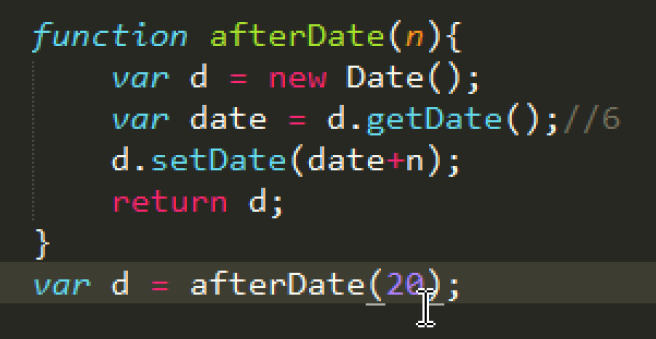 function afterDate(n){
var d = new Date();
var date = d.getDate();//6
d.setDate(date+n);
return d;
}
var d = afterDate(20);